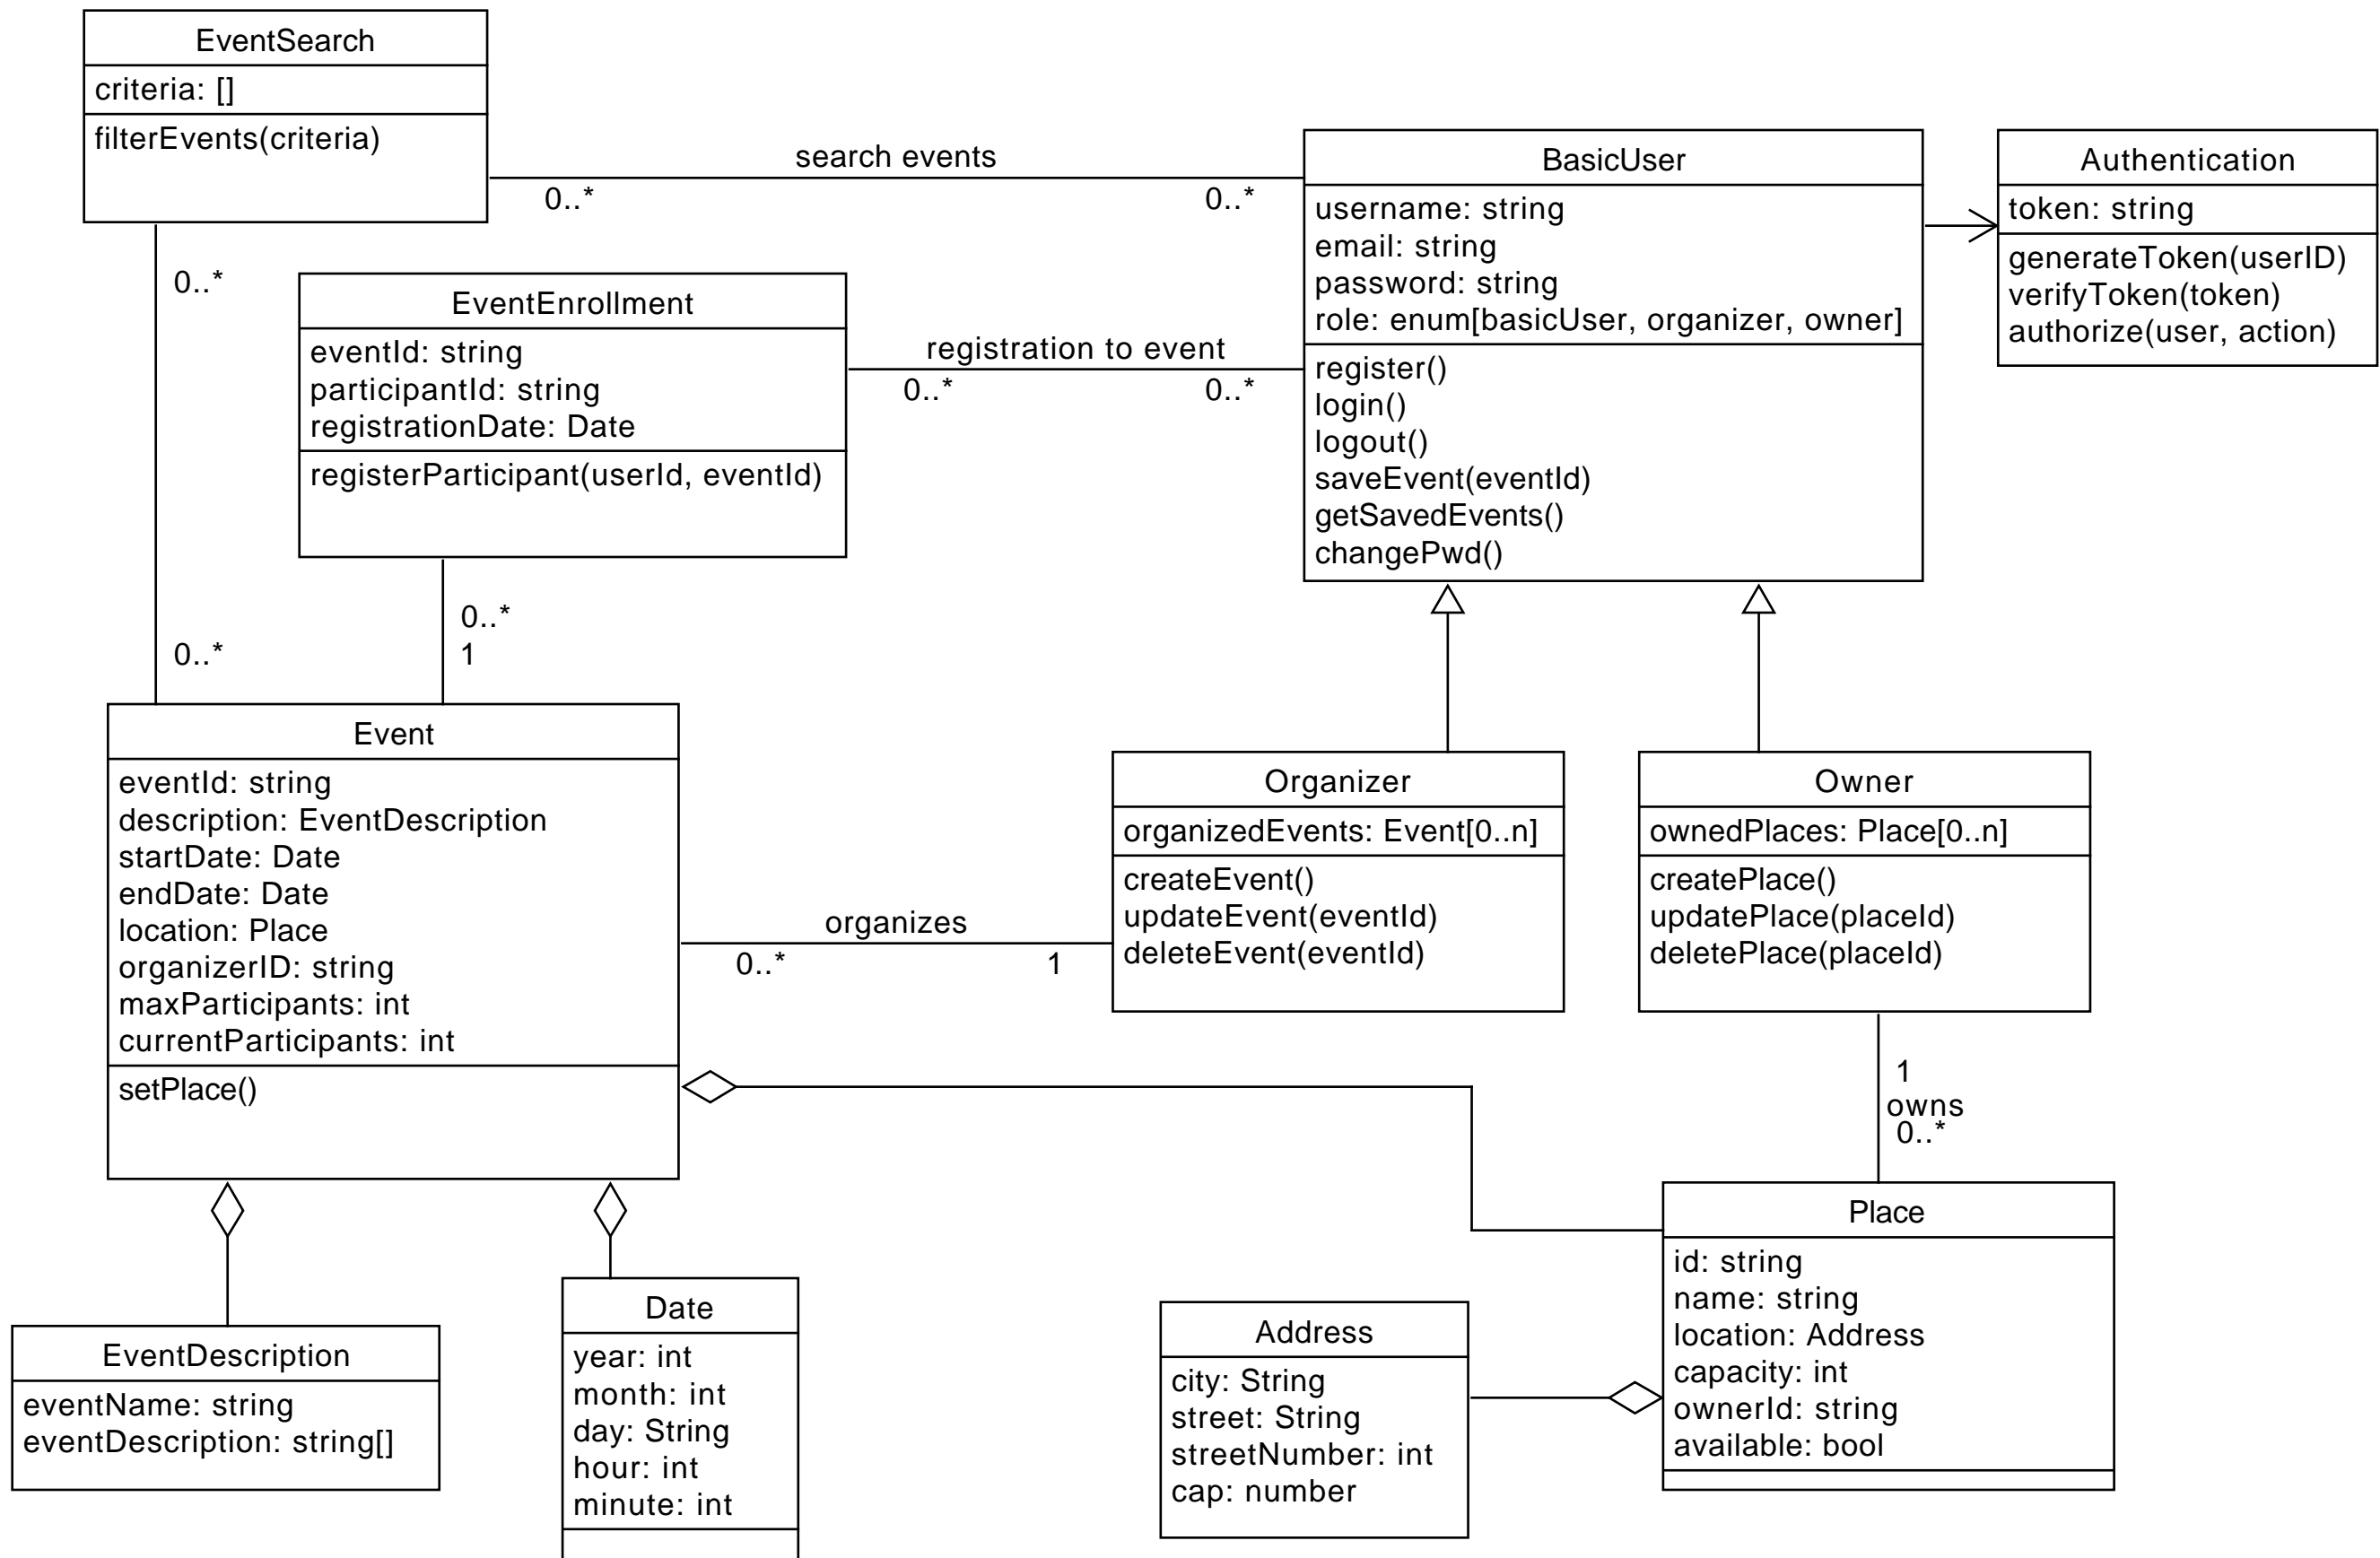 EventSearch
criteria: []
filterEvents(criteria)
search events
0..*
0..*
BasicUser
username: string
email: string
password: string
role: enum[basicUser, organizer, owner]
register()
login()
logout()
saveEvent(eventId)
getSavedEvents()
changePwd()
Authentication
token: string
generateToken(userID)
verifyToken(token)
authorize(user, action)
0..*
0..*
EventEnrollment
eventId: string
participantId: string
registrationDate: Date
registerParticipant(userId, eventId)
registration to event
0..*
0..*
0..*
1
Event
eventId: string
description: EventDescription
startDate: Date
endDate: Date
location: Place
organizerID: string
maxParticipants: int
currentParticipants: int
setPlace()
organizes
0..*
1
Organizer
organizedEvents: Event[0..n]
createEvent()
updateEvent(eventId)
deleteEvent(eventId)
Owner
ownedPlaces: Place[0..n]
createPlace()
updatePlace(placeId)
deletePlace(placeId)
1
owns
0..*
EventDescription
eventName: string
eventDescription: string[]
Date
year: int
month: int
day: String
hour: int
minute: int
Address
city: String
street: String
streetNumber: int
cap: number
Place
id: string
name: string
location: Address
capacity: int
ownerId: string
available: bool